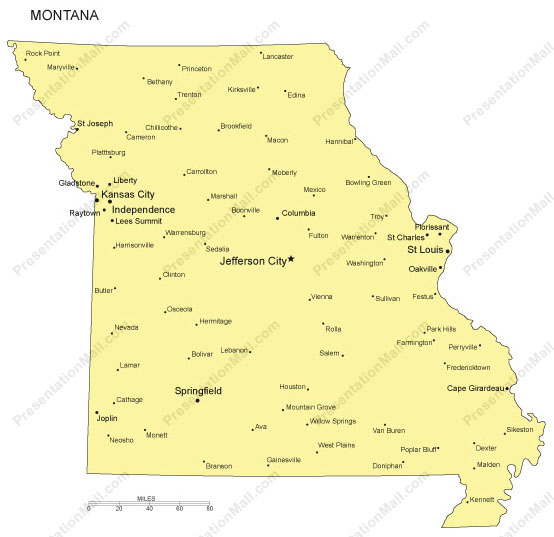 MONTANA
Rock Point
Lancaster
Maryville
Princeton
Bethany
Kirksville
Trenton
Edina
St Joseph
Chillicothe
Brookfield
Cameron
Macon
Hannibal
Plattsburg
Carrollton
Moberly
Gladstone
Liberty
Bowling Green
Kansas City
Marshall
Mexico
Raytown
Independence
Boonville
Columbia
Troy
Lees Summit
Florissant
Warrensburg
Fulton
Warrenton
St Charles
Harrisonville
Sedalia
St Louis
Jefferson City
Washington
Oakville
Clinton
Butler
Vienna
Sullivan
Festus
Osceola
Nevada
Hermitage
Rolla
Park Hills
Farmington
Perryville
Bolivar
Lebanon
Salem
Lamar
Fredericktown
Springfield
Houston
Cape Girardeau
Cathage
Joplin
Mountain Grove
Neosho
Monett
Ava
Willow Springs
Van Buren
Sikeston
West Plains
Poplar Bluff
Dexter
Branson
Gainesville
Doniphan
Malden
Kennett
MILES
0 20 40 60 80
PresentationMall.com